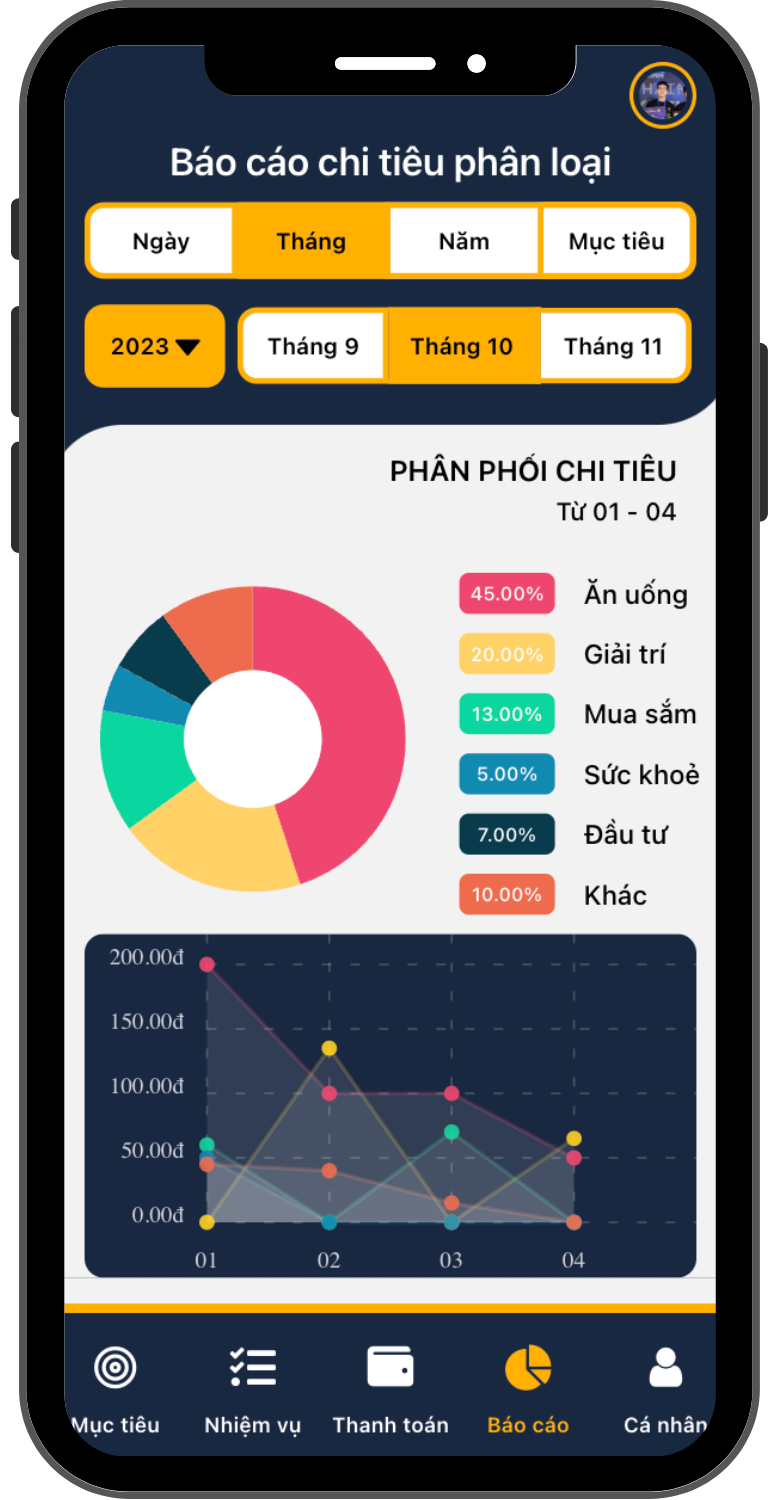 Báo cáo chi tiêu phân loại
Ngày Tháng Năm Mục tiêu
2023 Tháng 9 Tháng 10 Tháng 11
PHÂN PHỐI CHI TIÊU
Từ 01 - 04
45.00% Ăn uống
20.00% Giải trí
13.00% Mua sắm
5.00% Sức khoẻ
7.00% Đầu tư
10.00% Khác
200.00đ
150.00đ
100.00đ
50.00đ
0.00đ
01 02 03 04
Mục tiêu Nhiệm vụ Thanh toán Báo cáo Cá nhân